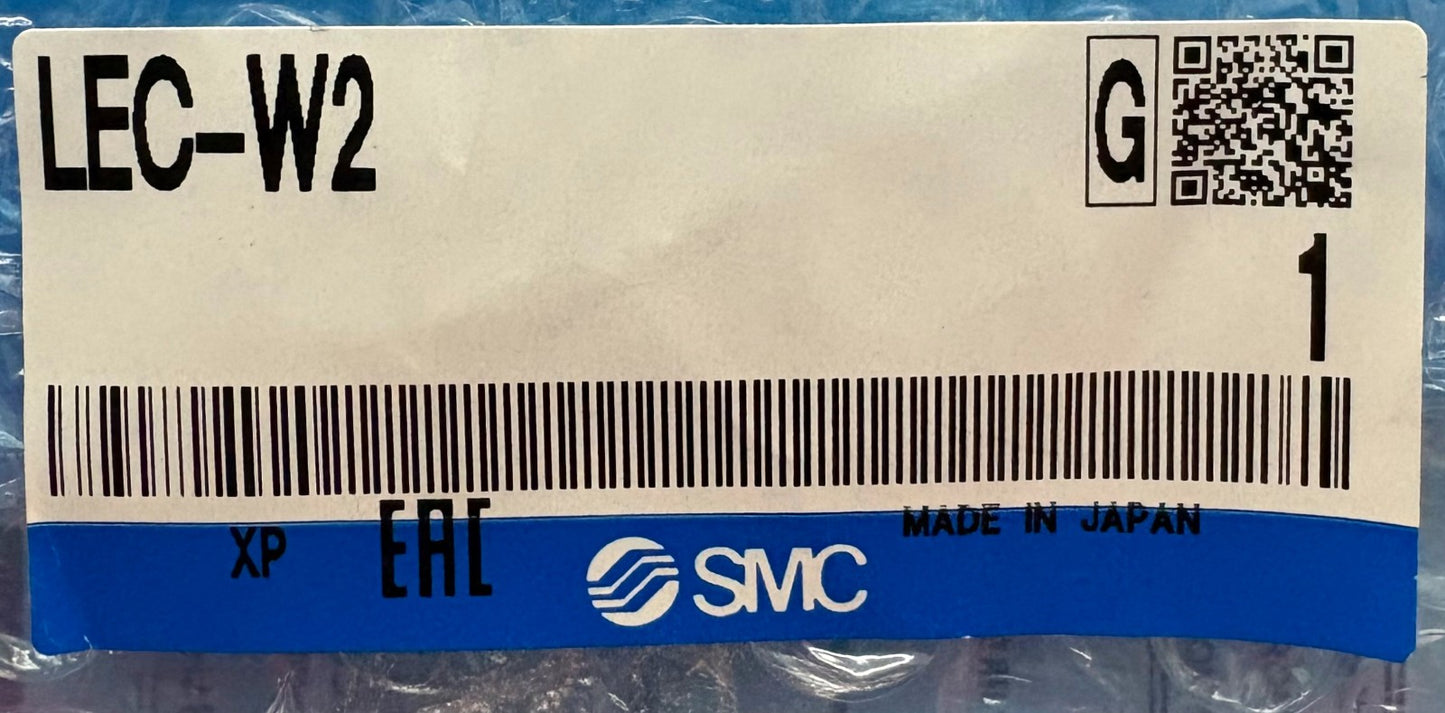 LEC-W2
G
1
XP
EAC
SMC
MADE IN JAPAN